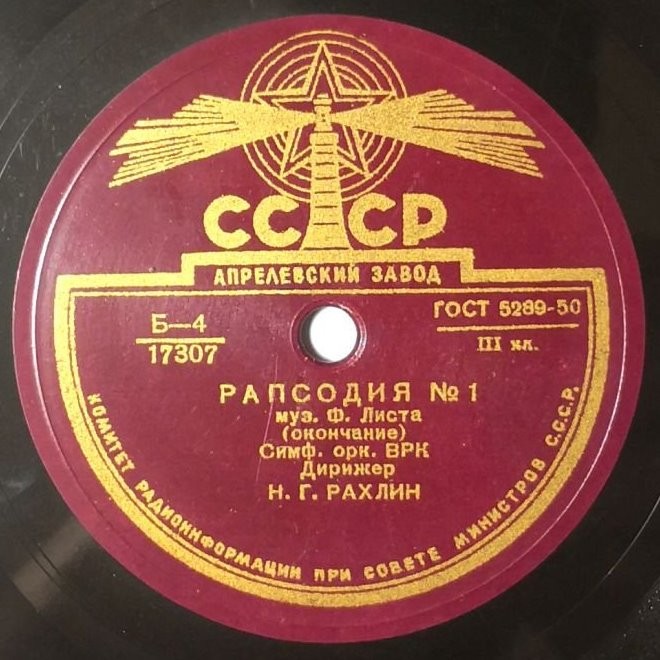 СССР
АПРЕЛЕВСКИЙ ЗАВОД
Б—4
17307
ГОСТ 5289-50
III кл.
РАПСОДИЯ № 1
муз. Ф. Листа
(окончание)
Симф. орк. ВРК
Дирижер
Н. Г. РАХЛИН
КОМИТЕТ РАДИОИНФОРМАЦИИ ПРИ СОВЕТЕ МИНИСТРОВ С.С.С.Р.